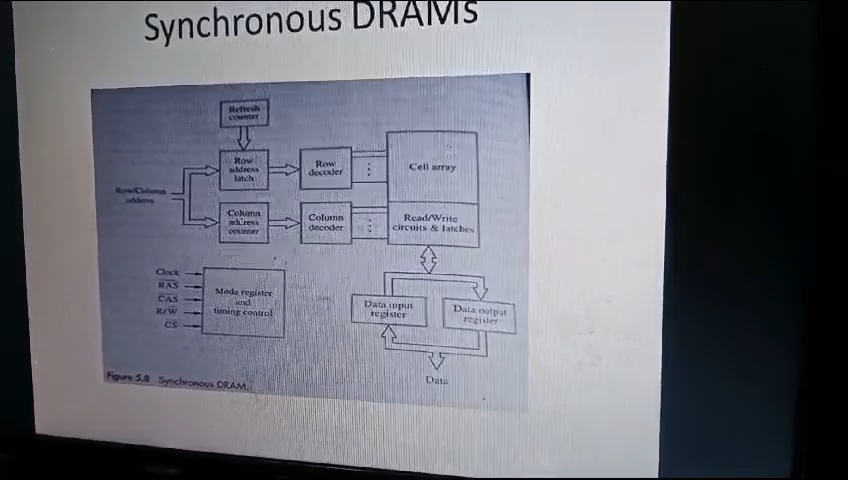 Synchronous DRAMs
Refresh
counter
Row
address
latch
Row
decoder
Cell array
Row/Column
address
Column
address
counter
Column
decoder
Read/Write
circuits & latches
Clock
RAS
CAS
R/W
CS
Mode register
and
timing control
Data input
register
Data output
register
Data
Figure 5.8 Synchronous DRAM.